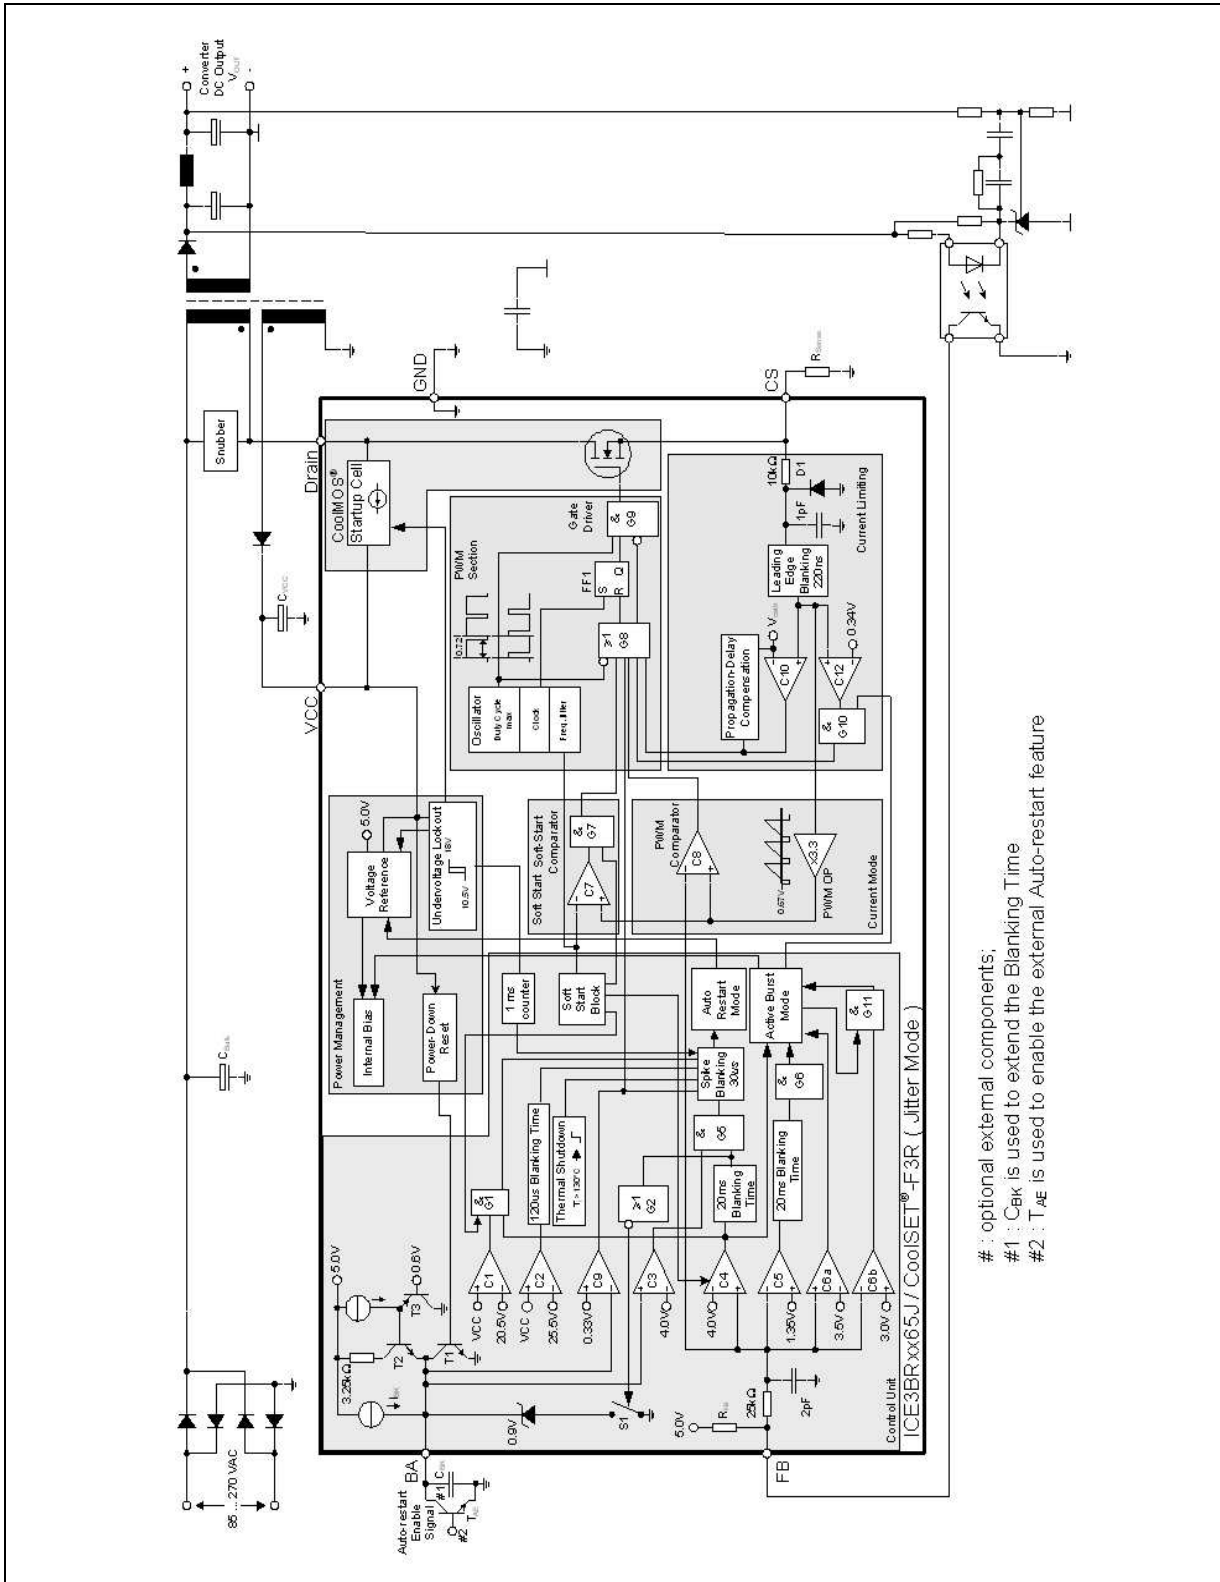 +
Converter
DC Output
VOUT
-
Snubber
CVCC
CBulk
85 ... 270 VAC
GND
CS
RSense
Drain
VCC
CoolMOS®
Startup Cell
PWM
Section
0.72
Oscillator
Duty Cycle
max
Clock
Freq. Jitter
Gate
Driver
FF1
S
R Q
≥1
G8
&
G9
Power Management
Voltage
Reference
5.0V
Internal Bias
Undervoltage Lockout
18V
10.5V
Power-Down
Reset
Soft Start Soft-Start
Comparator
C7
&
G7
Soft
Start
Block
1 ms
counter
PWM
Comparator
C8
0.67V
x3.3
PWM OP
Current Mode
Propagation-Delay
Compensation
C10
C12
0.34V
&
G10
Leading
Edge
Blanking
220ns
10kΩ
D1
1pF
Current Limiting
Auto
Restart
Mode
Active Burst
Mode
Spike
Blanking
30us
&
G11
&
G6
&
G5
&
G1
≥1
G2
120us Blanking Time
Thermal Shutdown
T >130°C
20ms
Blanking
Time
20ms Blanking
Time
C1
VCC
20.5V
C2
VCC
25.5V
C9
0.33V
C3
4.0V
C4
4.0V
C5
1.35V
C6a
3.5V
C6b
3.0V
5.0V
3.25kΩ
IBK
T1
T2
T3
0.6V
0.9V
S1
5.0V
RFB
25kΩ
2pF
Control Unit
ICE3BRxx65J / CoolSET®-F3R ( Jitter Mode )
BA
FB
Auto-restart
Enable
Signal
#1
CBK
#2
TAE
# : optional external components;
#1 : CBK is used to extend the Blanking Time
#2 : TAE is used to enable the external Auto-restart feature